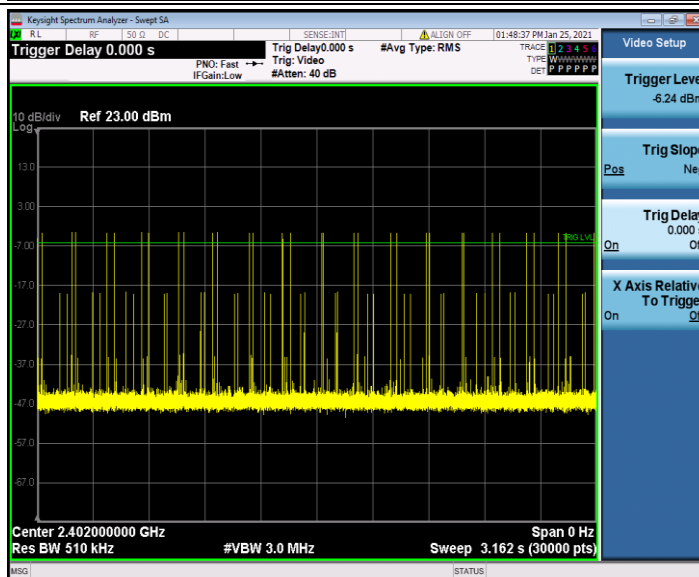 Keysight Spectrum Analyzer - Swept SA
RL RF 50 Ω DC SENSE:INT ALIGN OFF 01:48:37 PM Jan 25, 2021
Trigger Delay 0.000 s
Trig Delay0.000 s #Avg Type: RMS TRACE 1 2 3 4 5 6
PNO: Fast Trig: Video TYPE WWWWWW
IFGain:Low #Atten: 40 dB DET P P P P P P
10 dB/div Ref 23.00 dBm
Log
13.0
3.00
TRIG LVL
-7.00
-17.0
-27.0
-37.0
-47.0
-57.0
-67.0
Center 2.402000000 GHz Span 0 Hz
Res BW 510 kHz #VBW 3.0 MHz Sweep 3.162 s (30000 pts)
MSG STATUS
Video Setup
Trigger Leve
-6.24 dBm
Trig Slope
Pos Ne
Trig Delay
0.000 s
On Of
X Axis Relative
To Trigge
On Of